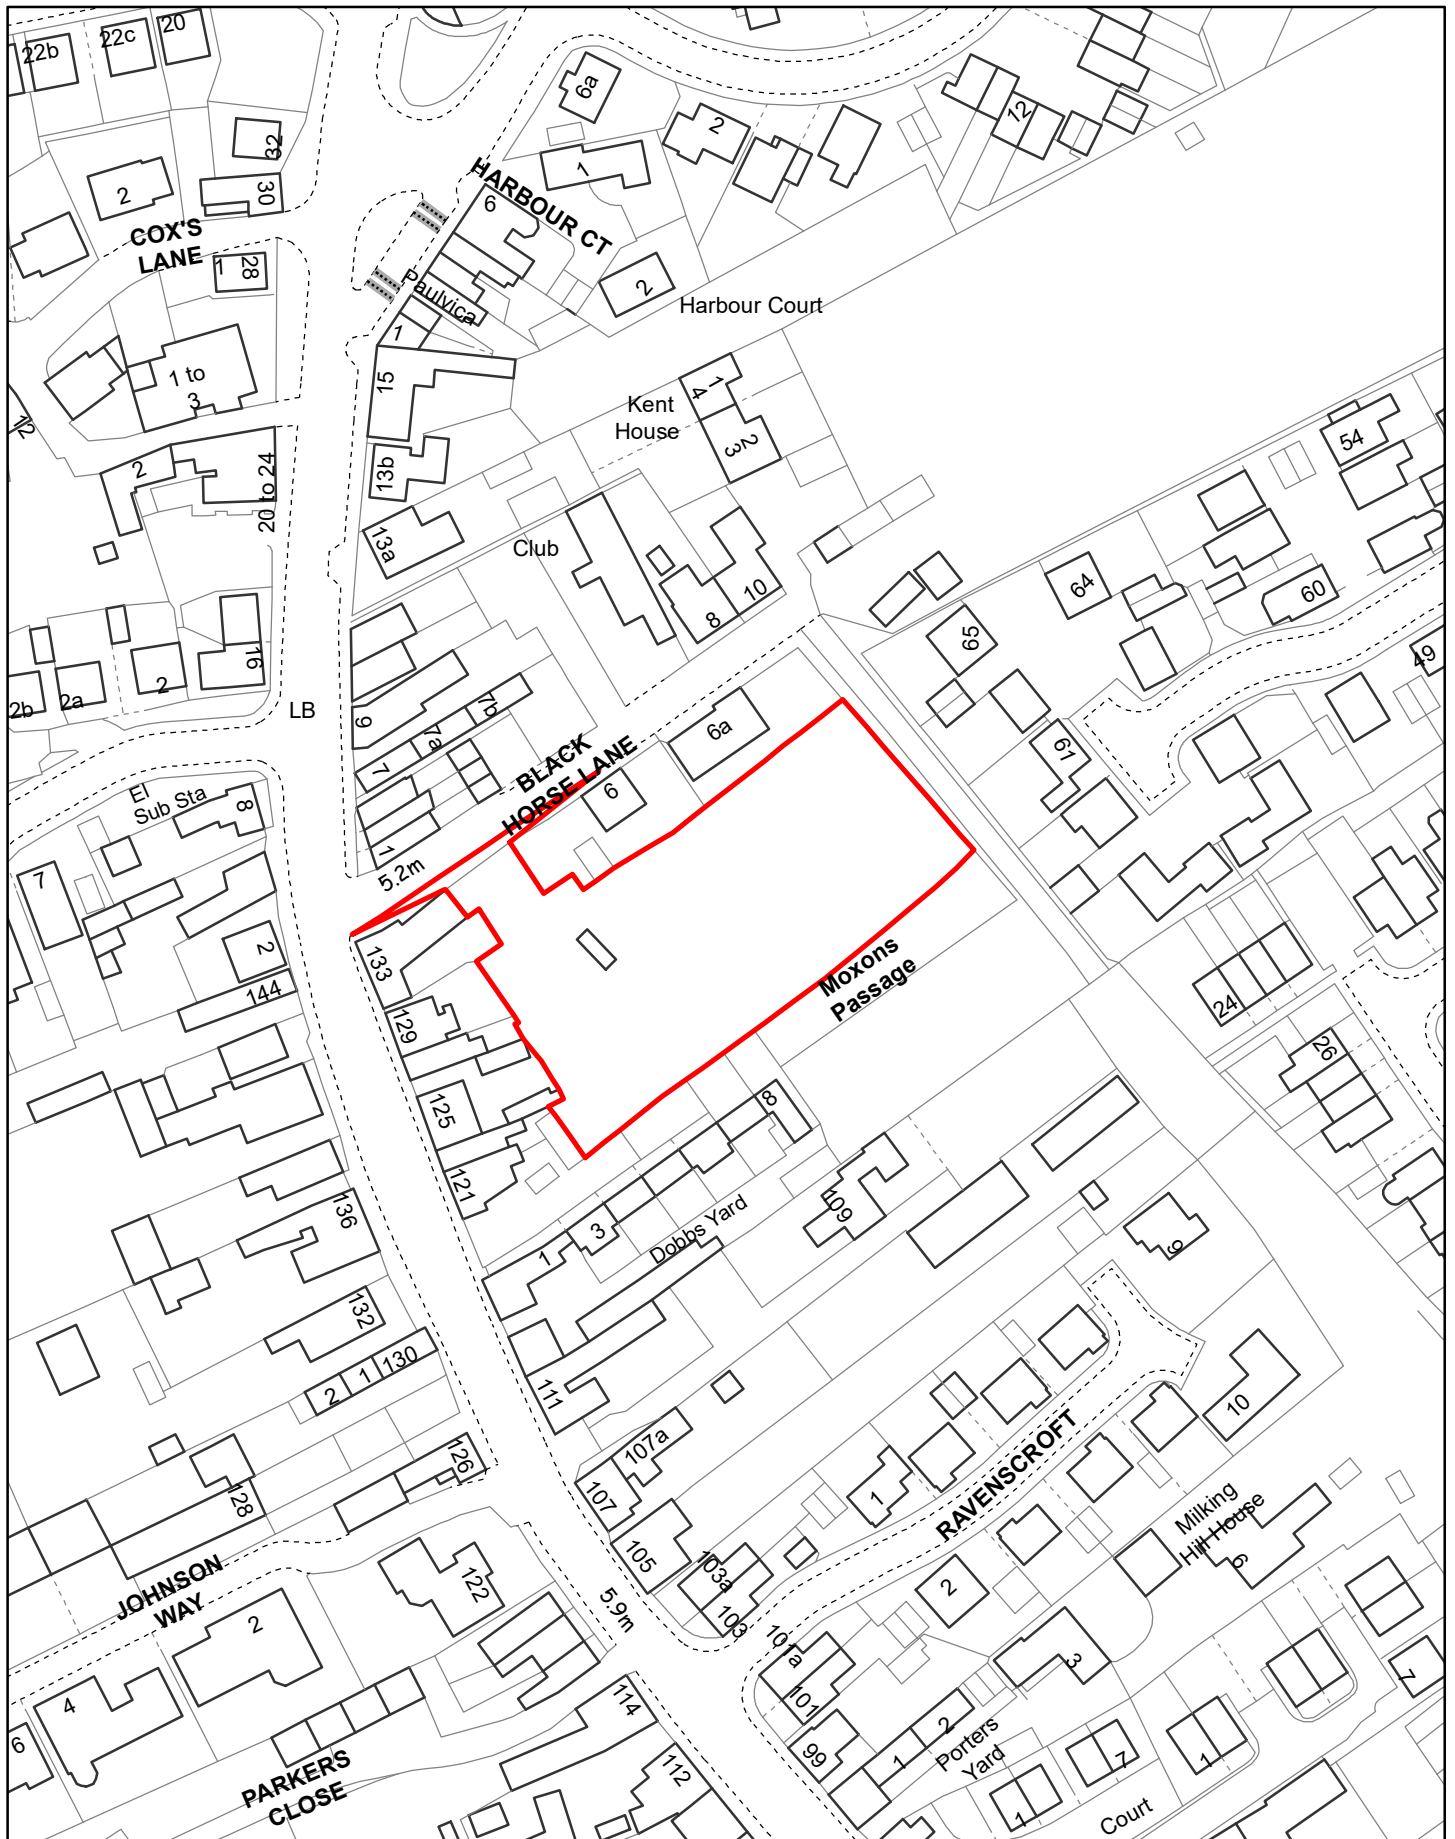 22b
22c
20
6a
2
12
32
30
2
1
HARBOUR CT
6
COX'S
LANE
1
28
Paulvica
2
Harbour Court
1
1 to
3
15
1
4
Kent
House
2
3
54
12
2
13b
20 to 24
13a
Club
10
8
64
60
65
49
16
2
2a
2b
LB
9
7b
7a
7
6a
61
BLACK
HORSE LANE
6
El
Sub Sta
8
1
5.2m
7
2
133
144
129
Moxons
Passage
24
26
125
8
121
136
109
3
1
Dobbs Yard
9
132
130
1
2
111
10
107a
RAVENSCROFT
126
128
107
1
Milking
Hill House
6
105
103a
103
JOHNSON
WAY
122
2
5.9m
2
101a
101
3
4
114
99
2
1
Porters
Yard
7
1
7
6
PARKERS
CLOSE
112
1
Court